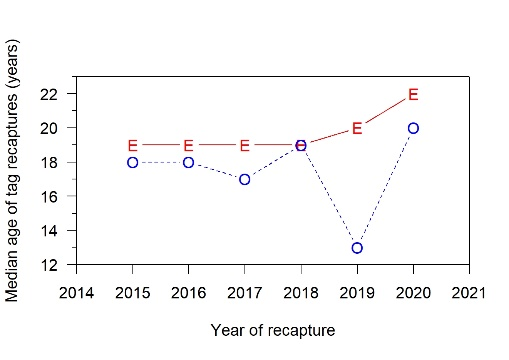 Median age of tag recaptures (years)
22
20
18
16
14
12
E E E E E E
O O O O O O
2014 2015 2016 2017 2018 2019 2020 2021
Year of recapture